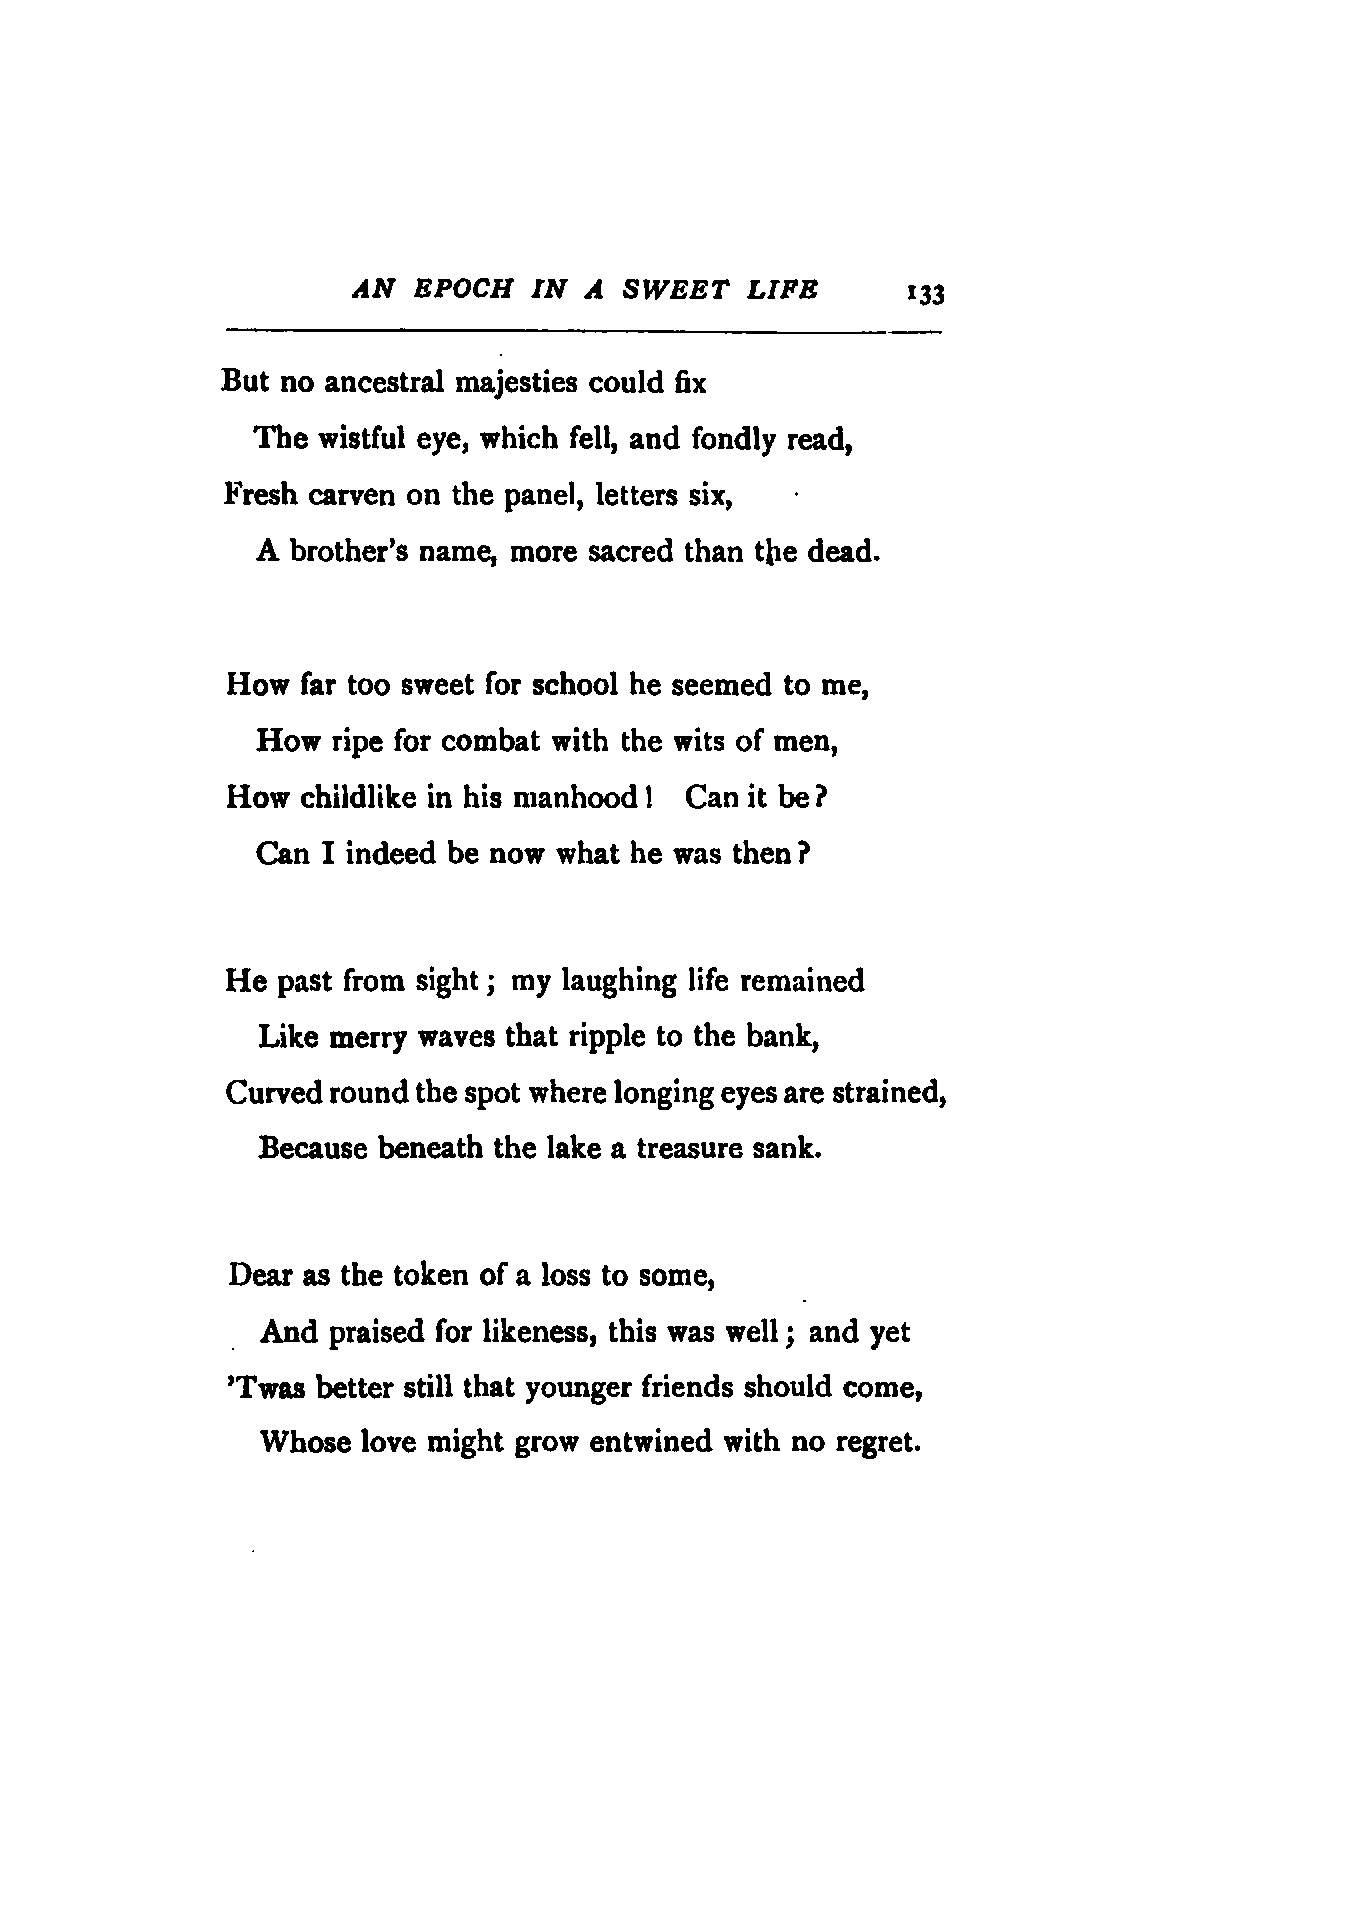 AN EPOCH IN A SWEET LIFE 133
But no ancestral majesties could fix
The wistful eye, which fell, and fondly read,
Fresh carven on the panel, letters six,
A brother's name, more sacred than the dead.
How far too sweet for school he seemed to me,
How ripe for combat with the wits of men,
How childlike in his manhood! Can it be?
Can I indeed be now what he was then?
He past from sight; my laughing life remained
Like merry waves that ripple to the bank,
Curved round the spot where longing eyes are strained,
Because beneath the lake a treasure sank.
Dear as the token of a loss to some,
And praised for likeness, this was well; and yet
'Twas better still that younger friends should come,
Whose love might grow entwined with no regret.